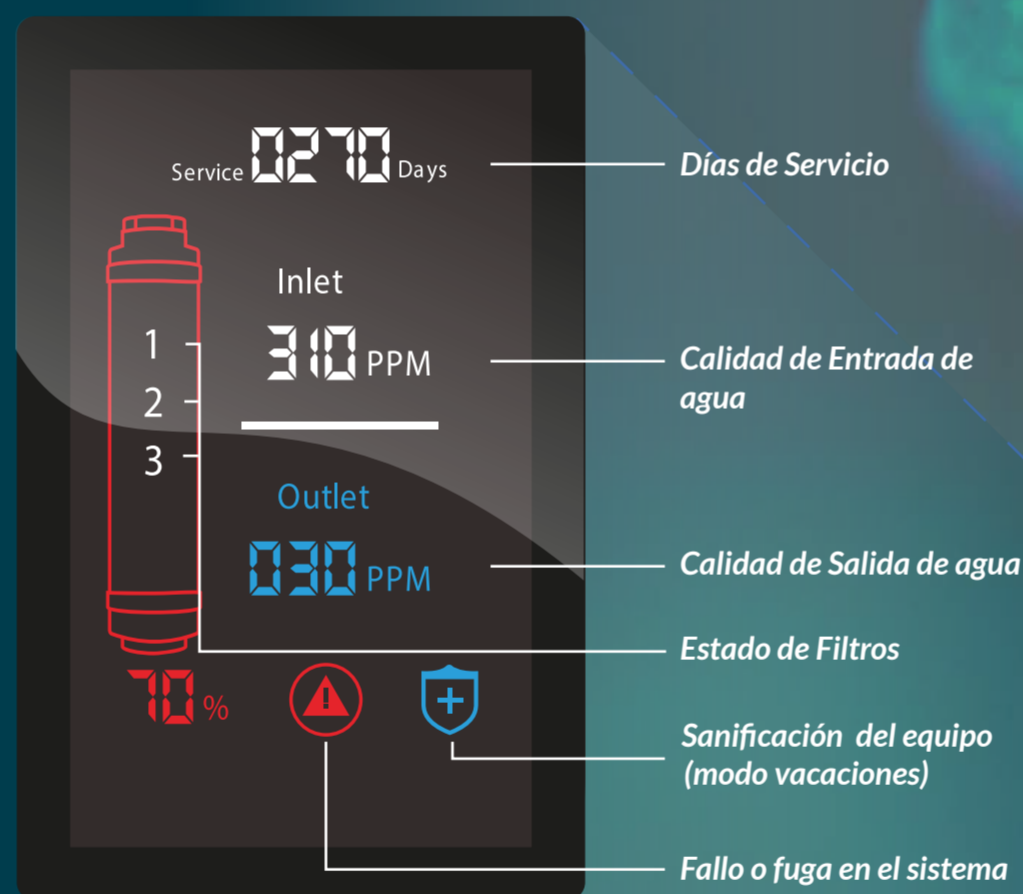 Service 0270 Days
Días de Servicio
Inlet
310 PPM
Calidad de Entrada de
agua
1
2
3
Outlet
030 PPM
Calidad de Salida de agua
Estado de Filtros
70 %
Sanificación del equipo
(modo vacaciones)
Fallo o fuga en el sistema